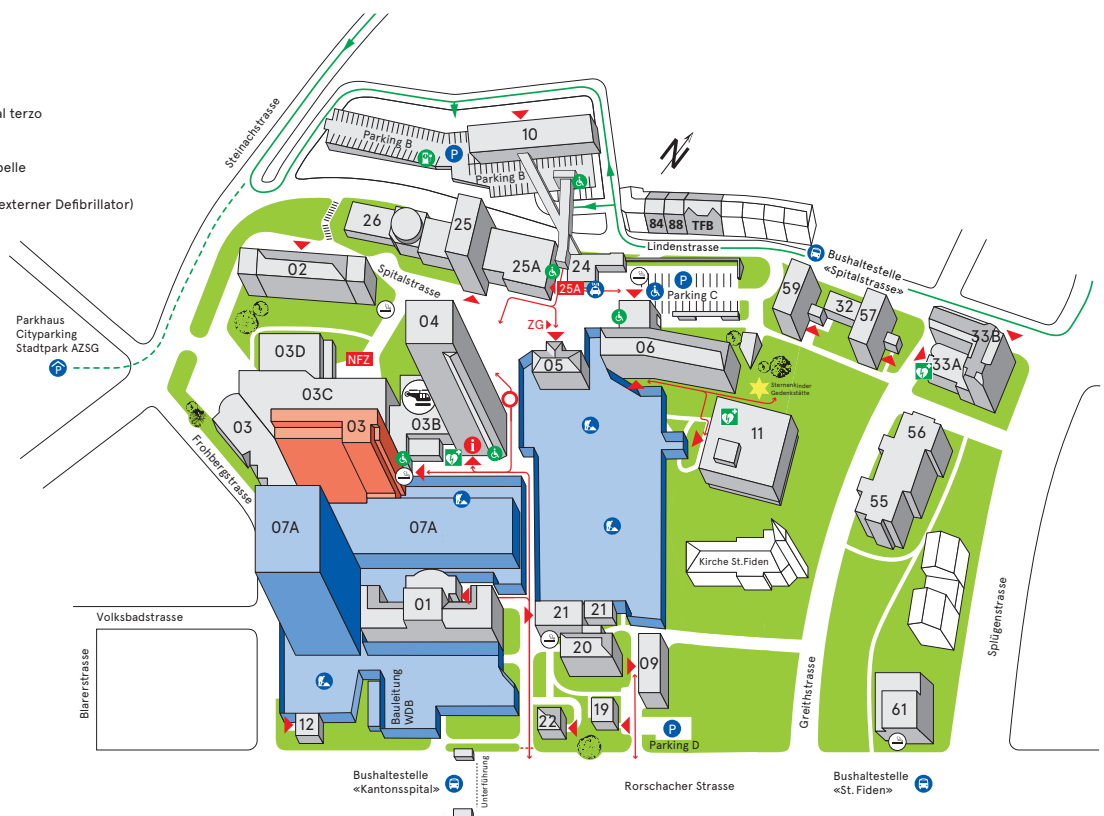 al terzo
pelle
externer Defibrillator)
Steinachstrasse
Parking B
P
10
Parking B
N
84 88 TFB
Lindenstrasse
Bushaltestelle
«Spitalstrasse»
26
25
25A
24
25A
P
Parking C
02
Spitalstrasse
59
32
57
33B
33A
Parkhaus
Cityparking
Stadtpark AZSG
P
04
ZG
05
06
03D
NFZ
03C
03
03
03B
i
Sternenkinder
Gedenkstätte
11
56
55
Frohbergstrasse
07A
07A
Kirche St.Fiden
01
21
21
20
09
Volksbadstrasse
Blarerstrasse
Bauleitung
WDB
12
22
19
P
Parking D
Greithstrasse
Splügenstrasse
61
Bushaltestelle
«Kantonsspital»
Unterführung
Rorschacher Strasse
Bushaltestelle
«St. Fiden»